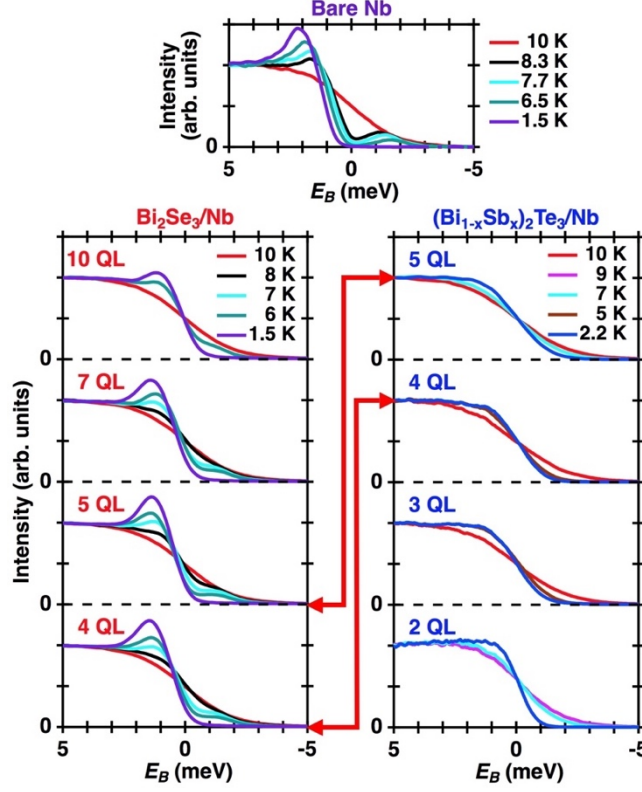 Bare Nb
Intensity
(arb. units)
10 K
8.3 K
7.7 K
6.5 K
1.5 K
0
5 0 -5
E_B (meV)
Bi₂Se₃/Nb
10 QL
10 K
8 K
7 K
6 K
1.5 K
0
7 QL
0
5 QL
0
4 QL
0
5 0 -5
E_B (meV)
Intensity (arb. units)
(Bi₁₋ₓSbₓ)₂Te₃/Nb
5 QL
10 K
9 K
7 K
5 K
2.2 K
0
4 QL
0
3 QL
0
2 QL
0
5 0 -5
E_B (meV)